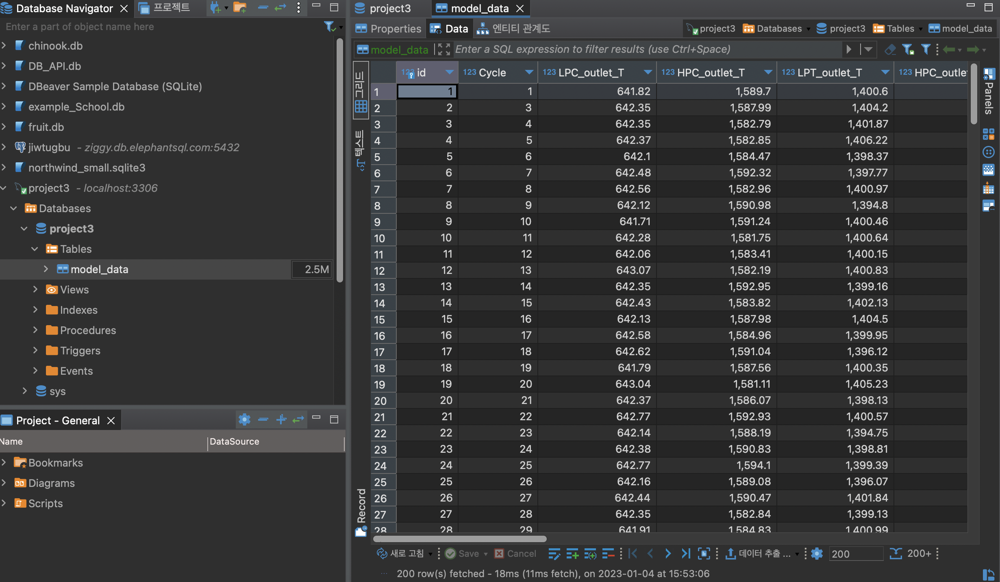 Database Navigator
프로젝트
Enter a part of object name here
chinook.db
DB_API.db
DBeaver Sample Database (SQLite)
example_School.db
fruit.db
jiwtugbu - ziggy.db.elephantsql.com:5432
northwind_small.sqlite3
project3 - localhost:3306
Databases
project3
Tables
model_data 2.5M
Views
Indexes
Procedures
Triggers
Events
sys
Project - General
Name DataSource
Bookmarks
Diagrams
Scripts
project3 model_data
Properties Data 엔티티 관계도 project3 Databases project3 Tables model_data
model_data Enter a SQL expression to filter results (use Ctrl+Space)
그리드
텍스트
Record
Panels
123 id 123 Cycle 123 LPC_outlet_T 123 HPC_outlet_T 123 LPT_outlet_T 123 HPC_outlet
1 1 1 641.82 1,589.7 1,400.6
2 2 3 642.35 1,587.99 1,404.2
3 3 4 642.35 1,582.79 1,401.87
4 4 5 642.37 1,582.85 1,406.22
5 5 6 642.1 1,584.47 1,398.37
6 6 7 642.48 1,592.32 1,397.77
7 7 8 642.56 1,582.96 1,400.97
8 8 9 642.12 1,590.98 1,394.8
9 9 10 641.71 1,591.24 1,400.46
10 10 11 642.28 1,581.75 1,400.64
11 11 12 642.06 1,583.41 1,400.15
12 12 13 643.07 1,582.19 1,400.83
13 13 14 642.35 1,592.95 1,399.16
14 14 15 642.43 1,583.82 1,402.13
15 15 16 642.13 1,587.98 1,404.5
16 16 17 642.58 1,584.96 1,399.95
17 17 18 642.62 1,591.04 1,396.12
18 18 19 641.79 1,587.56 1,400.35
19 19 20 643.04 1,581.11 1,405.23
20 20 21 642.37 1,586.07 1,398.13
21 21 22 642.77 1,592.93 1,400.57
22 22 23 642.14 1,588.19 1,394.75
23 23 24 642.38 1,590.83 1,398.81
24 24 25 642.77 1,594.1 1,399.39
25 25 26 642.16 1,589.08 1,396.07
26 26 27 642.44 1,590.47 1,401.84
27 27 28 642.35 1,582.84 1,399.13
28 28 29 641.91 1,584.83 1,400.99
새로 고침 Save Cancel 데이터 추출 ... 200 200+
200 row(s) fetched - 18ms (11ms fetch), on 2023-01-04 at 15:53:06